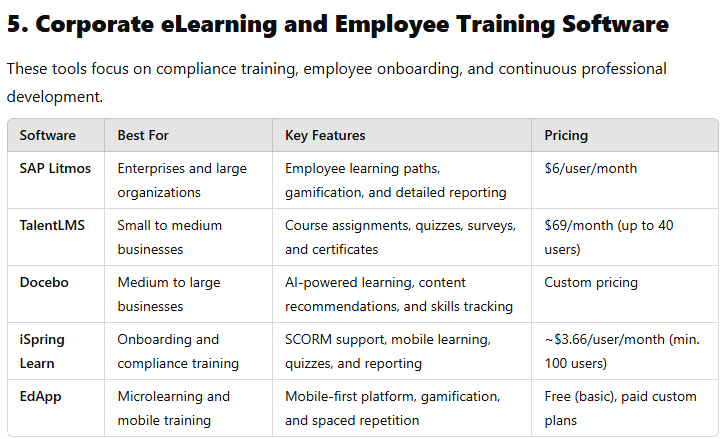 5. Corporate eLearning and Employee Training Software
These tools focus on compliance training, employee onboarding, and continuous professional
development.
Software Best For Key Features Pricing
SAP Litmos Enterprises and large Employee learning paths, $6/user/month
organizations gamification, and detailed reporting
TalentLMS Small to medium Course assignments, quizzes, surveys, $69/month (up to 40
businesses and certificates users)
Docebo Medium to large AI-powered learning, content Custom pricing
businesses recommendations, and skills tracking
iSpring Onboarding and SCORM support, mobile learning, ~$3.66/user/month (min.
Learn compliance training quizzes, and reporting 100 users)
EdApp Microlearning and Mobile-first platform, gamification, Free (basic), paid custom
mobile training and spaced repetition plans